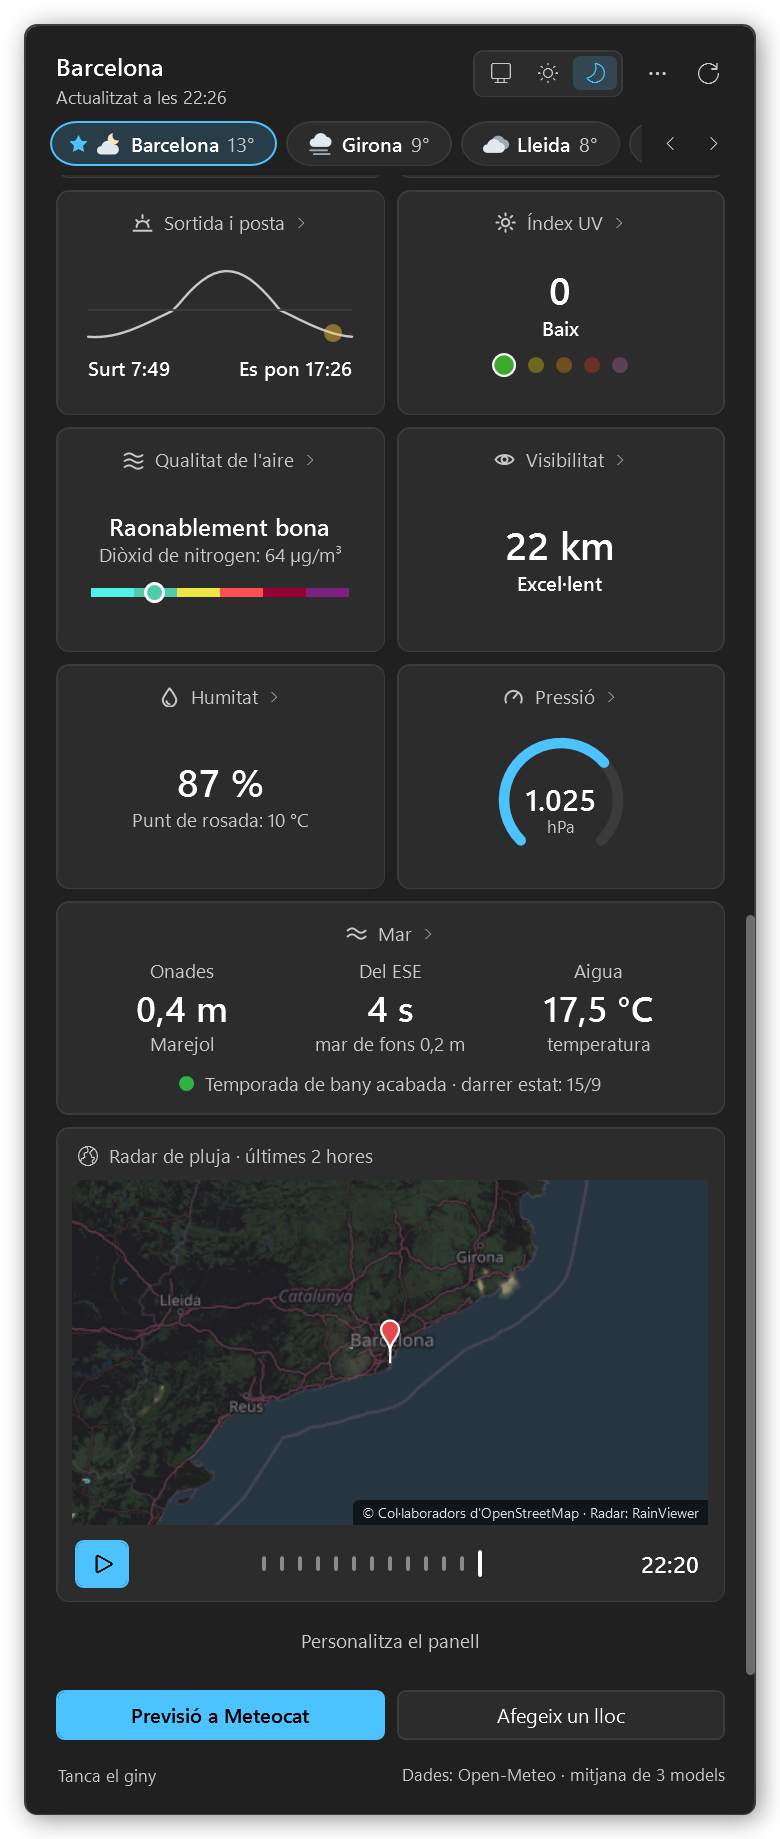 Barcelona
Actualitzat a les 22:26
Barcelona 13°
Girona 9°
Lleida 8°
Sortida i posta
Surt 7:49
Es pon 17:26
Índex UV
0
Baix
Qualitat de l'aire
Raonablement bona
Diòxid de nitrogen: 64 µg/m³
Visibilitat
22 km
Excel·lent
Humitat
87 %
Punt de rosada: 10 °C
Pressió
1.025
hPa
Mar
Onades
0,4 m
Marejol
Del ESE
4 s
mar de fons 0,2 m
Aigua
17,5 °C
temperatura
Temporada de bany acabada · darrer estat: 15/9
Radar de pluja · últimes 2 hores
Girona
Catalunya
Lleida
Barcelona
Reus
© Col·laboradors d'OpenStreetMap · Radar: RainViewer
22:20
Personalitza el panell
Previsió a Meteocat
Afegeix un lloc
Tanca el giny
Dades: Open-Meteo · mitjana de 3 models